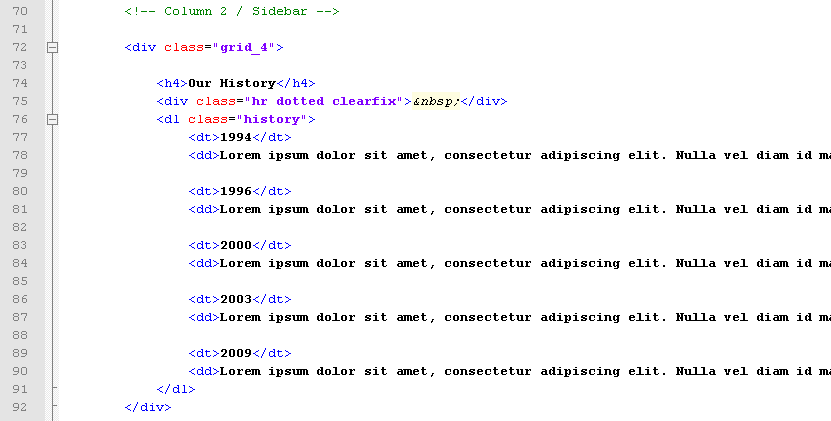 70 <!-- Column 2 / Sidebar -->
71
72 <div class="grid_4">
73
74 <h4>Our History</h4>
75 <div class="hr dotted clearfix">&nbsp;</div>
76 <dl class="history">
77 <dt>1994</dt>
78 <dd>Lorem ipsum dolor sit amet, consectetur adipiscing elit. Nulla vel diam id ma
79
80 <dt>1996</dt>
81 <dd>Lorem ipsum dolor sit amet, consectetur adipiscing elit. Nulla vel diam id ma
82
83 <dt>2000</dt>
84 <dd>Lorem ipsum dolor sit amet, consectetur adipiscing elit. Nulla vel diam id ma
85
86 <dt>2003</dt>
87 <dd>Lorem ipsum dolor sit amet, consectetur adipiscing elit. Nulla vel diam id ma
88
89 <dt>2009</dt>
90 <dd>Lorem ipsum dolor sit amet, consectetur adipiscing elit. Nulla vel diam id ma
91 </dl>
92 </div>